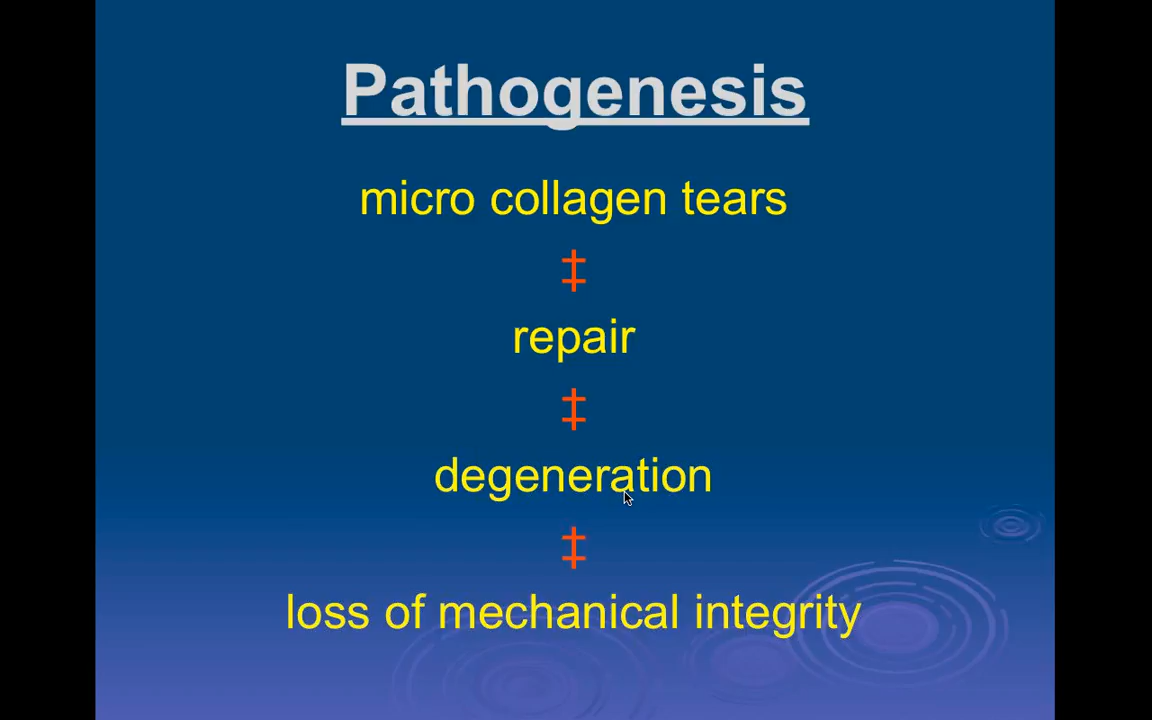 Pathogenesis
micro collagen tears
‡
repair
‡
degeneration
‡
loss of mechanical integrity